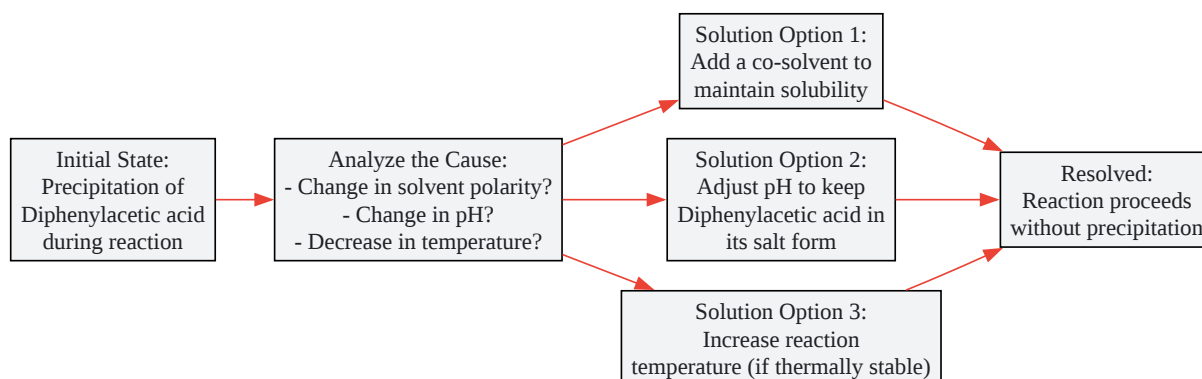 Initial State:
Precipitation of
Diphenylacetic acid
during reaction
Analyze the Cause:
- Change in solvent polarity?
- Change in pH?
- Decrease in temperature?
Solution Option 1:
Add a co-solvent to
maintain solubility
Solution Option 2:
Adjust pH to keep
Diphenylacetic acid in
its salt form
Solution Option 3:
Increase reaction
temperature (if thermally stable)
Resolved:
Reaction proceeds
without precipitation